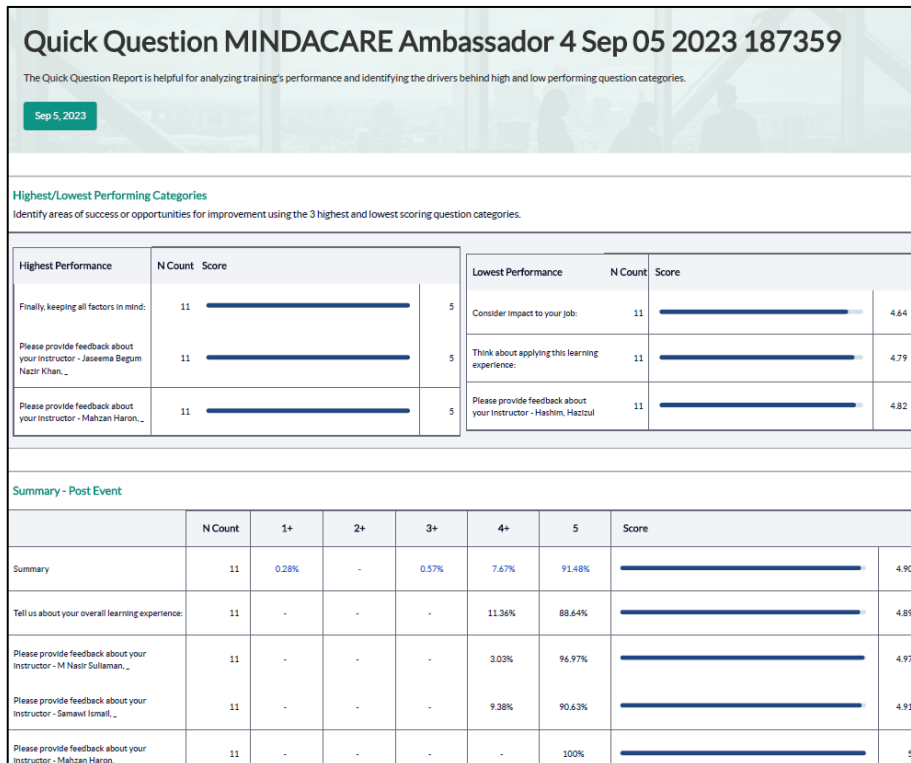 Quick Question MINDACARE Ambassador 4 Sep 05 2023 187359
The Quick Question Report is helpful for analyzing training's performance and identifying the drivers behind high and low performing question categories.
Sep 5, 2023
Highest/Lowest Performing Categories
Identify areas of success or opportunities for improvement using the 3 highest and lowest scoring question categories.
Highest Performance N Count Score
Finally, keeping all factors in mind: 11 5
Please provide feedback about
your instructor - Jaseema Begum
Nazir Khan, _ 11 5
Please provide feedback about
your instructor - Mahzan Haron, _ 11 5
Lowest Performance N Count Score
Consider impact to your job: 11 4.64
Think about applying this learning
experience: 11 4.79
Please provide feedback about
your instructor - Hashim, Hazizul 11 4.82
Summary - Post Event
N Count 1+ 2+ 3+ 4+ 5 Score
Summary 11 0.28% - 0.57% 7.67% 91.48% 4.90
Tell us about your overall learning experience: 11 - - - 11.36% 88.64% 4.89
Please provide feedback about your
instructor - M Nasir Suliaman, _ 11 - - - 3.03% 96.97% 4.97
Please provide feedback about your
instructor - Samawi Ismail, _ 11 - - - 9.38% 90.63% 4.91
Please provide feedback about your
instructor - Mahzan Haron, 11 - - - - 100% 5